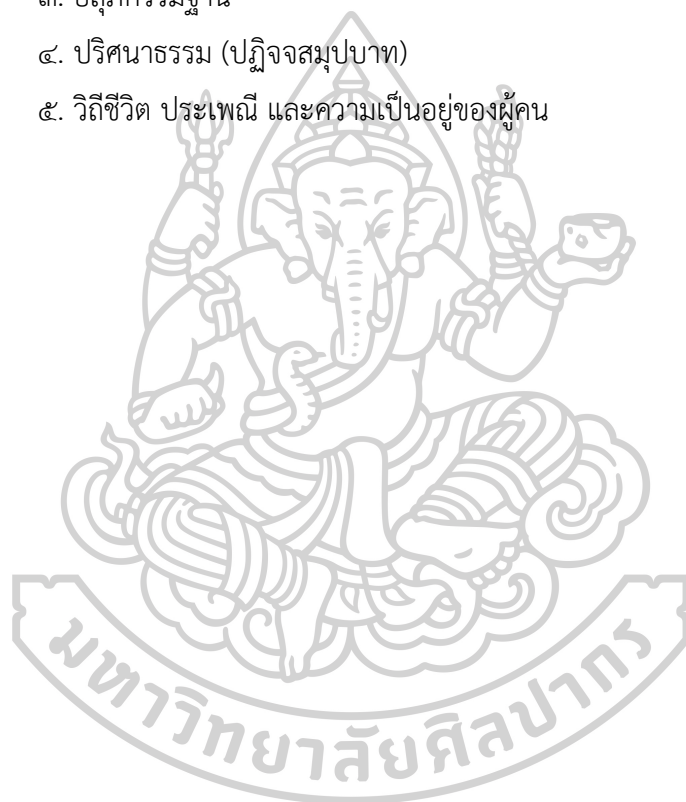 ๔. ปริศนาธรรม (ปฏิจจสมุปบาท)
๕. วิถีชีวิต ประเพณี และความเป็นอยู่ของผู้คน
มหาวิทยาลัยศิลปากร